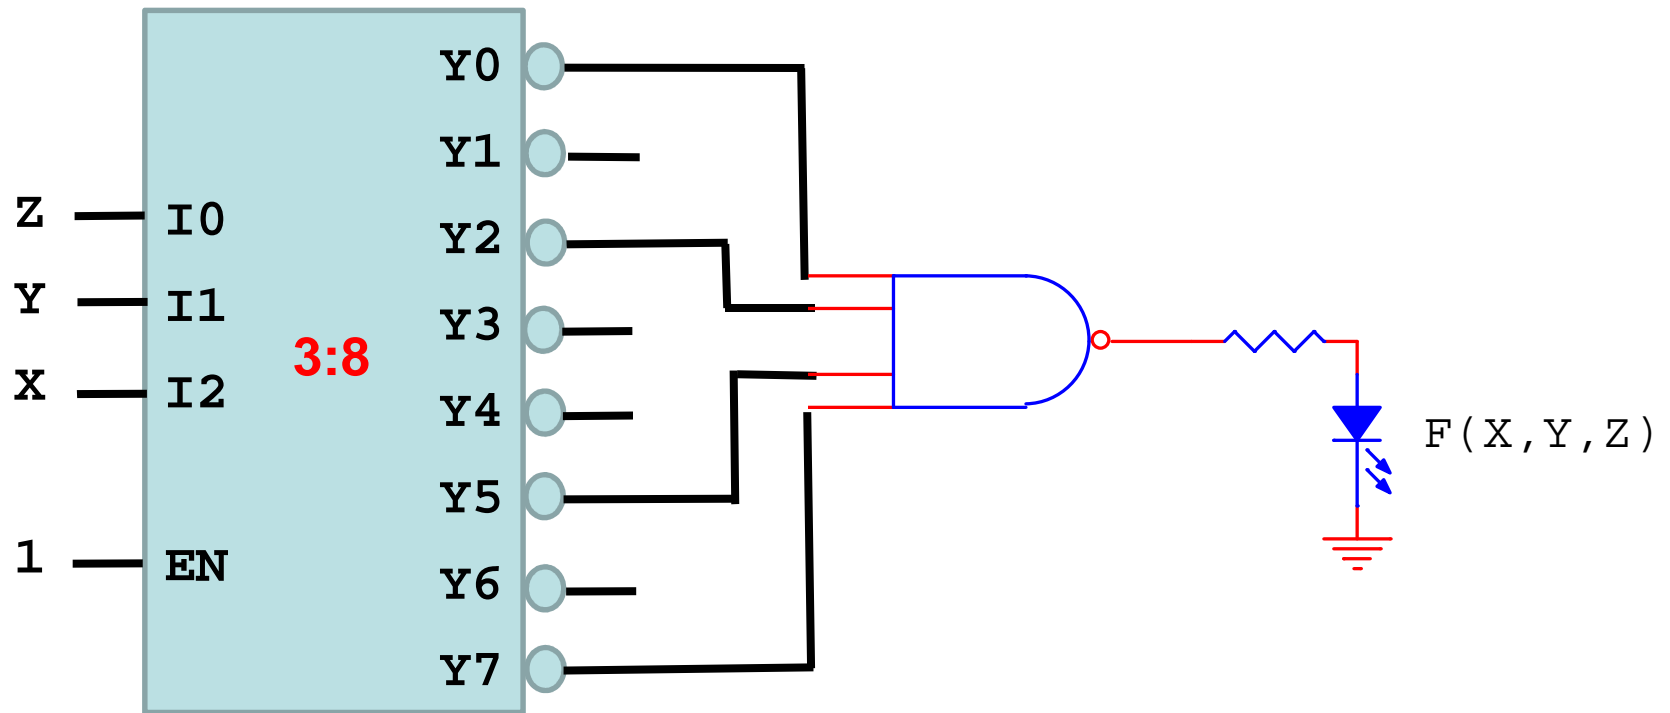 Y0
Y1
Z I0 Y2
Y I1 Y3
3:8
X I2 Y4
F(X,Y,Z)
Y5
1 EN Y6
Y7